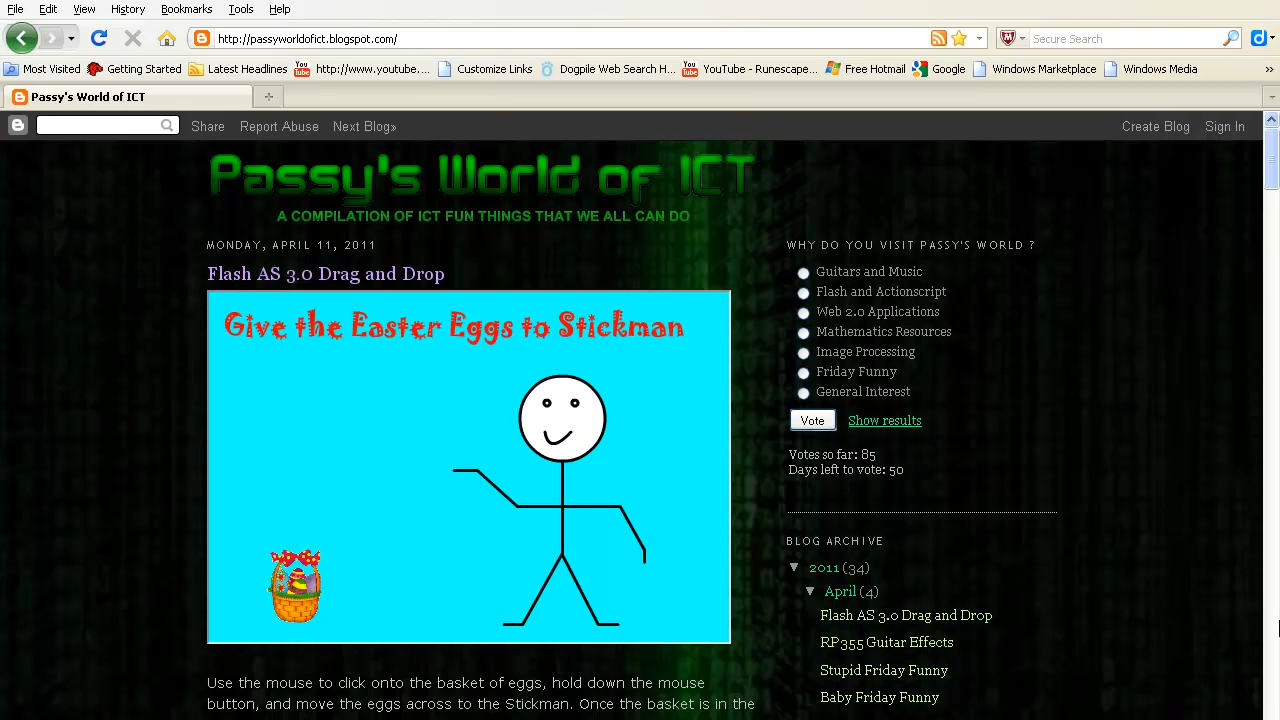 File Edit View History Bookmarks Tools Help
http://passyworldofict.blogspot.com/
Secure Search
Most Visited Getting Started Latest Headlines http://www.youtube.... Customize Links Dogpile Web Search H... YouTube - Runescape... Free Hotmail Google Windows Marketplace Windows Media »
Passy's World of ICT
Share Report Abuse Next Blog» Create Blog Sign In
Passy's World of ICT
A COMPILATION OF ICT FUN THINGS THAT WE ALL CAN DO
MONDAY, APRIL 11, 2011
Flash AS 3.0 Drag and Drop
Give the Easter Eggs to Stickman
Use the mouse to click onto the basket of eggs, hold down the mouse
button, and move the eggs across to the Stickman. Once the basket is in the
WHY DO YOU VISIT PASSY'S WORLD ?
Guitars and Music
Flash and Actionscript
Web 2.0 Applications
Mathematics Resources
Image Processing
Friday Funny
General Interest
Vote Show results
Votes so far: 85
Days left to vote: 50
BLOG ARCHIVE
▼ 2011 (34)
▼ April (4)
Flash AS 3.0 Drag and Drop
RP355 Guitar Effects
Stupid Friday Funny
Baby Friday Funny